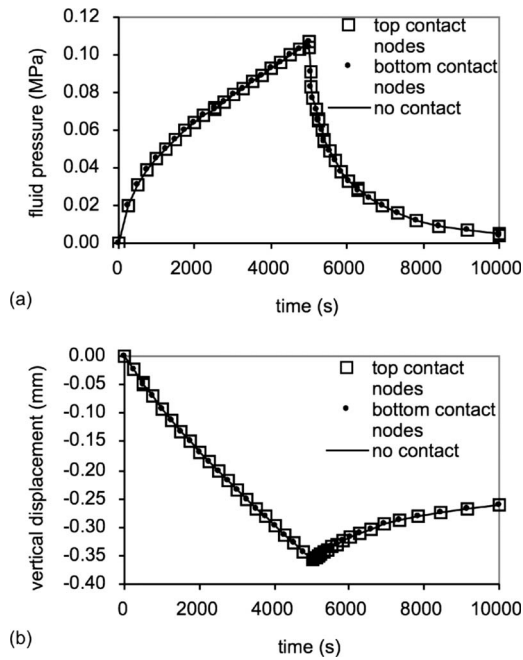 0.12
0.10
0.08
0.06
0.04
0.02
0.00
fluid pressure (MPa)
top contact
nodes
bottom contact
nodes
no contact
0 2000 4000 6000 8000 10000
time (s)
(a)
0.00
-0.05
-0.10
-0.15
-0.20
-0.25
-0.30
-0.35
-0.40
vertical displacement (mm)
top contact
nodes
bottom contact
nodes
no contact
0 2000 4000 6000 8000 10000
time (s)
(b)